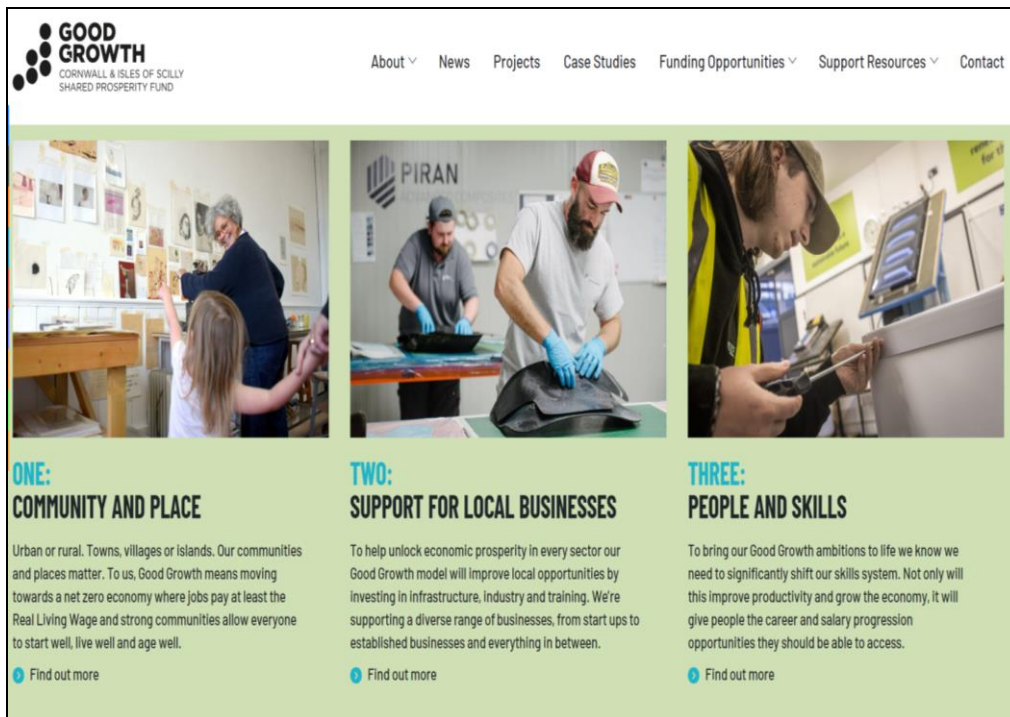 GOOD
GROWTH
CORNWALL & ISLES OF SCILLY
SHARED PROSPERITY FUND
About
News
Projects
Case Studies
Funding Opportunities
Support Resources
Contact
PIRAN
ADVANCED COMPOSITES
ONE:
COMMUNITY AND PLACE
Urban or rural. Towns, villages or islands. Our communities
and places matter. To us, Good Growth means moving
towards a net zero economy where jobs pay at least the
Real Living Wage and strong communities allow everyone
to start well, live well and age well.
Find out more
TWO:
SUPPORT FOR LOCAL BUSINESSES
To help unlock economic prosperity in every sector our
Good Growth model will improve local opportunities by
investing in infrastructure, industry and training. We're
supporting a diverse range of businesses, from start ups to
established businesses and everything in between.
Find out more
THREE:
PEOPLE AND SKILLS
To bring our Good Growth ambitions to life we know we
need to significantly shift our skills system. Not only will
this improve productivity and grow the economy, it will
give people the career and salary progression
opportunities they should be able to access.
Find out more